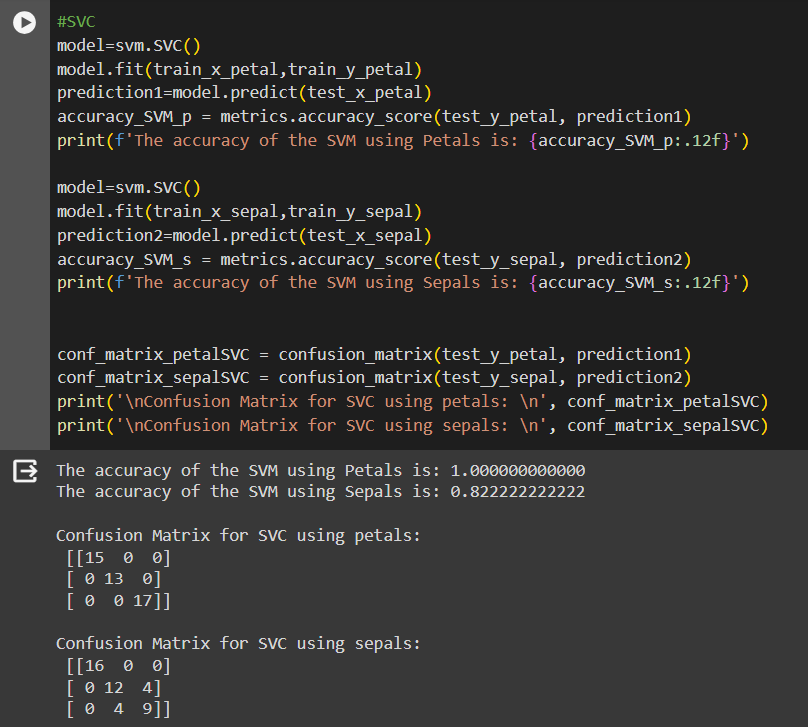 #SVC
model=svm.SVC()
model.fit(train_x_petal,train_y_petal)
prediction1=model.predict(test_x_petal)
accuracy_SVM_p = metrics.accuracy_score(test_y_petal, prediction1)
print(f'The accuracy of the SVM using Petals is: {accuracy_SVM_p:.12f}')
model=svm.SVC()
model.fit(train_x_sepal,train_y_sepal)
prediction2=model.predict(test_x_sepal)
accuracy_SVM_s = metrics.accuracy_score(test_y_sepal, prediction2)
print(f'The accuracy of the SVM using Sepals is: {accuracy_SVM_s:.12f}')
conf_matrix_petalSVC = confusion_matrix(test_y_petal, prediction1)
conf_matrix_sepalSVC = confusion_matrix(test_y_sepal, prediction2)
print('\nConfusion Matrix for SVC using petals: \n', conf_matrix_petalSVC)
print('\nConfusion Matrix for SVC using sepals: \n', conf_matrix_sepalSVC)
The accuracy of the SVM using Petals is: 1.000000000000
The accuracy of the SVM using Sepals is: 0.822222222222
Confusion Matrix for SVC using petals:
[[15  0  0]
[ 0 13  0]
[ 0  0 17]]
Confusion Matrix for SVC using sepals:
[[16  0  0]
[ 0 12  4]
[ 0  4  9]]